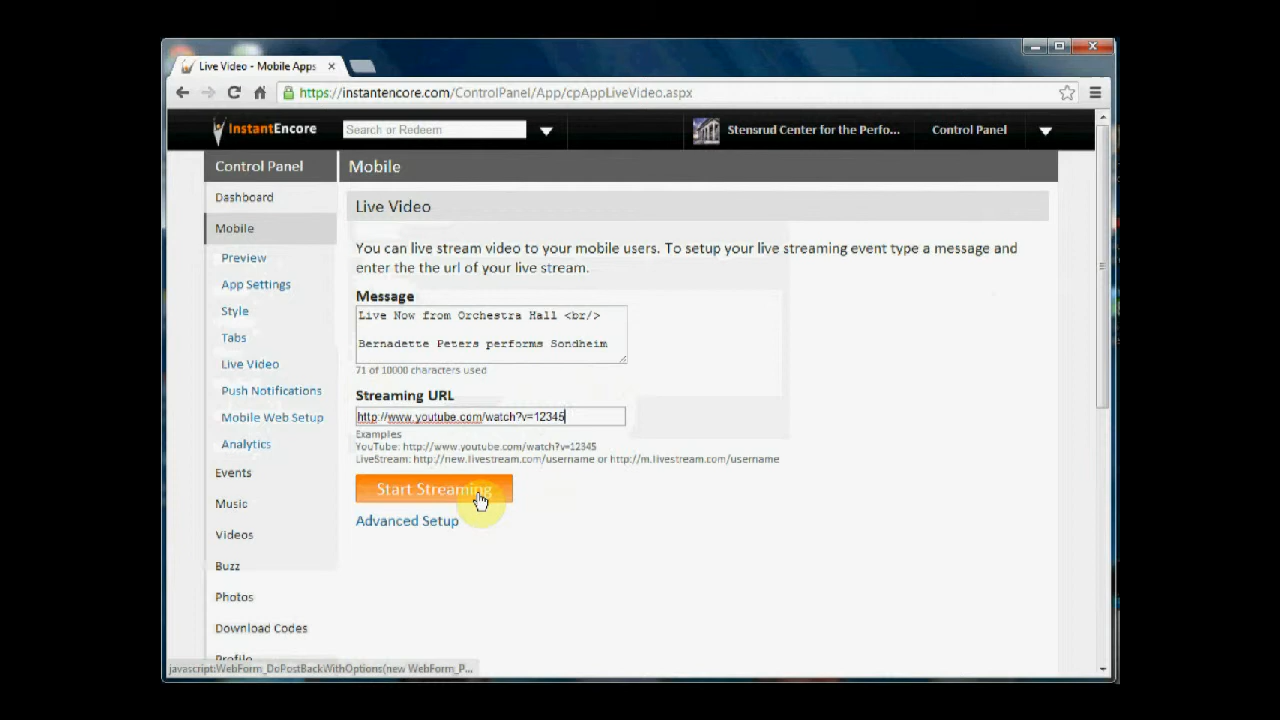 Live Video - Mobile Apps
https://instantencore.com/ControlPanel/App/cpAppLiveVideo.aspx
InstantEncore
Search or Redeem
Stensrud Center for the Perfo...
Control Panel
Control Panel
Mobile
Dashboard
Mobile
Preview
App Settings
Style
Tabs
Live Video
Push Notifications
Mobile Web Setup
Analytics
Events
Music
Videos
Buzz
Photos
Download Codes
Profile
Live Video
You can live stream video to your mobile users. To setup your live streaming event type a message and
enter the the url of your live stream.
Message
Live Now from Orchestra Hall <br/>
Bernadette Peters performs Sondheim
71 of 10000 characters used
Streaming URL
http://www.youtube.com/watch?v=12345
Examples
YouTube: http://www.youtube.com/watch?v=12345
LiveStream: http://new.livestream.com/username or http://m.livestream.com/username
Start Streaming
Advanced Setup
javascript:WebForm_DoPostBackWithOptions(new WebForm_P...